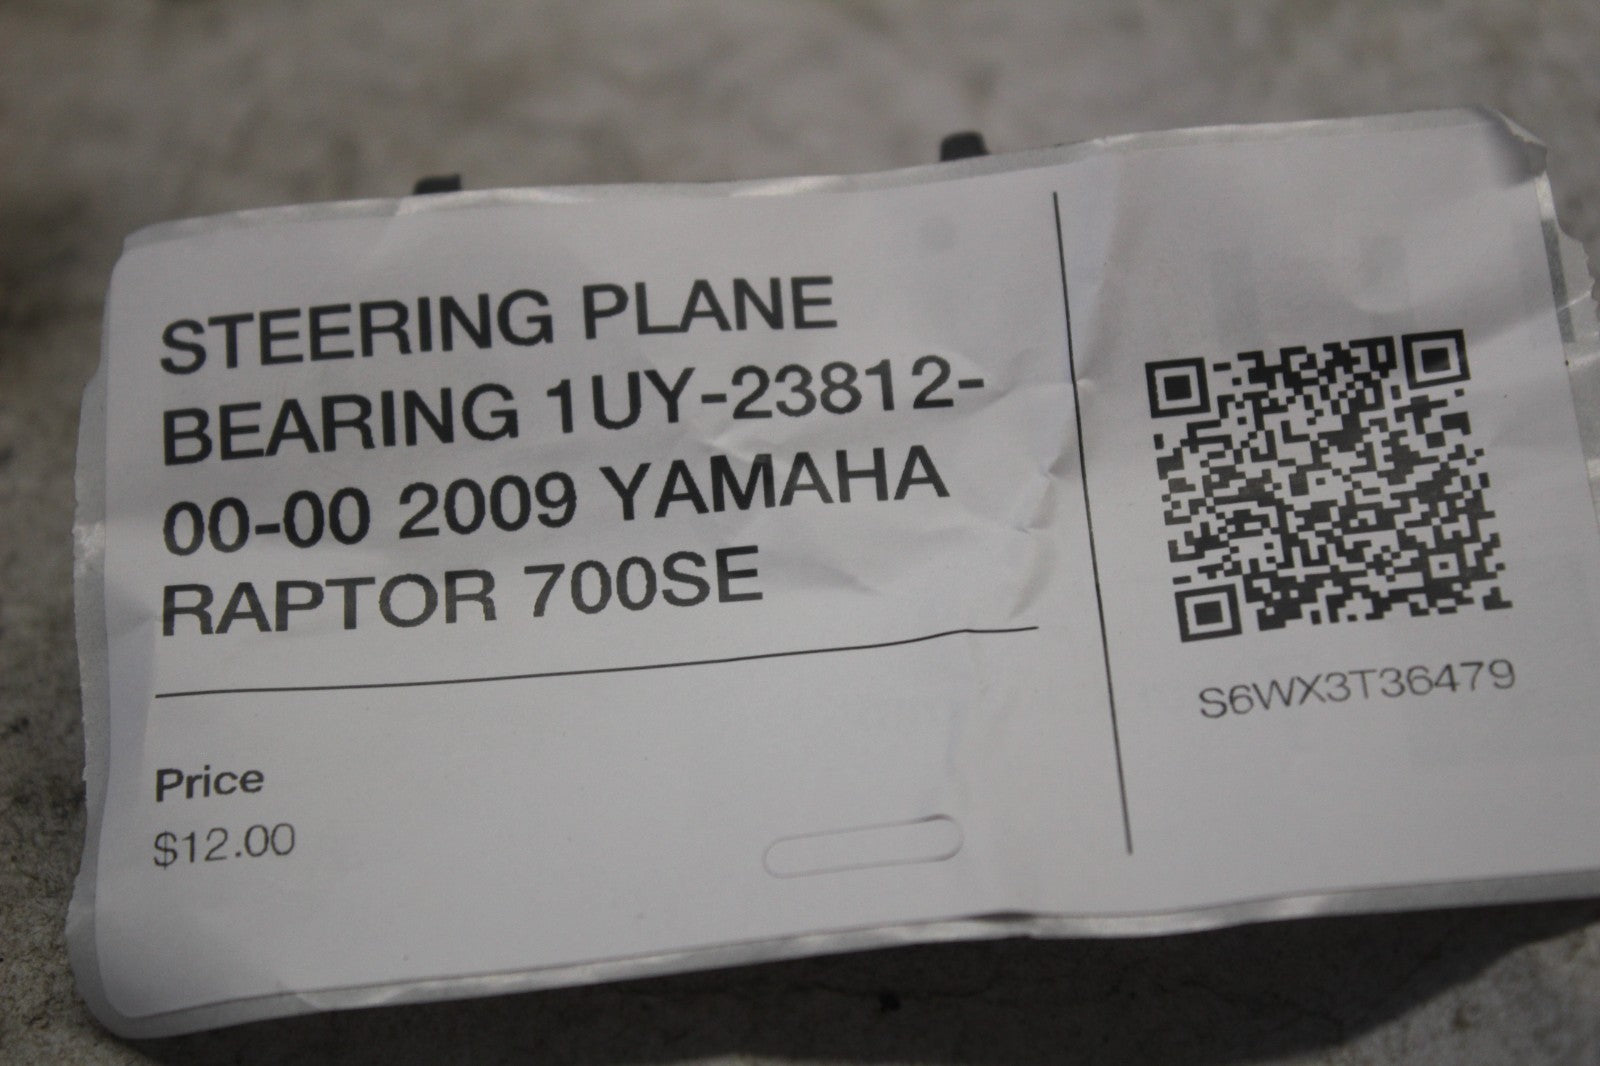 STEERING PLANE
BEARING 1UY-23812-
00-00 2009 YAMAHA
RAPTOR 700SE
Price
$12.00
S6WX3T36479